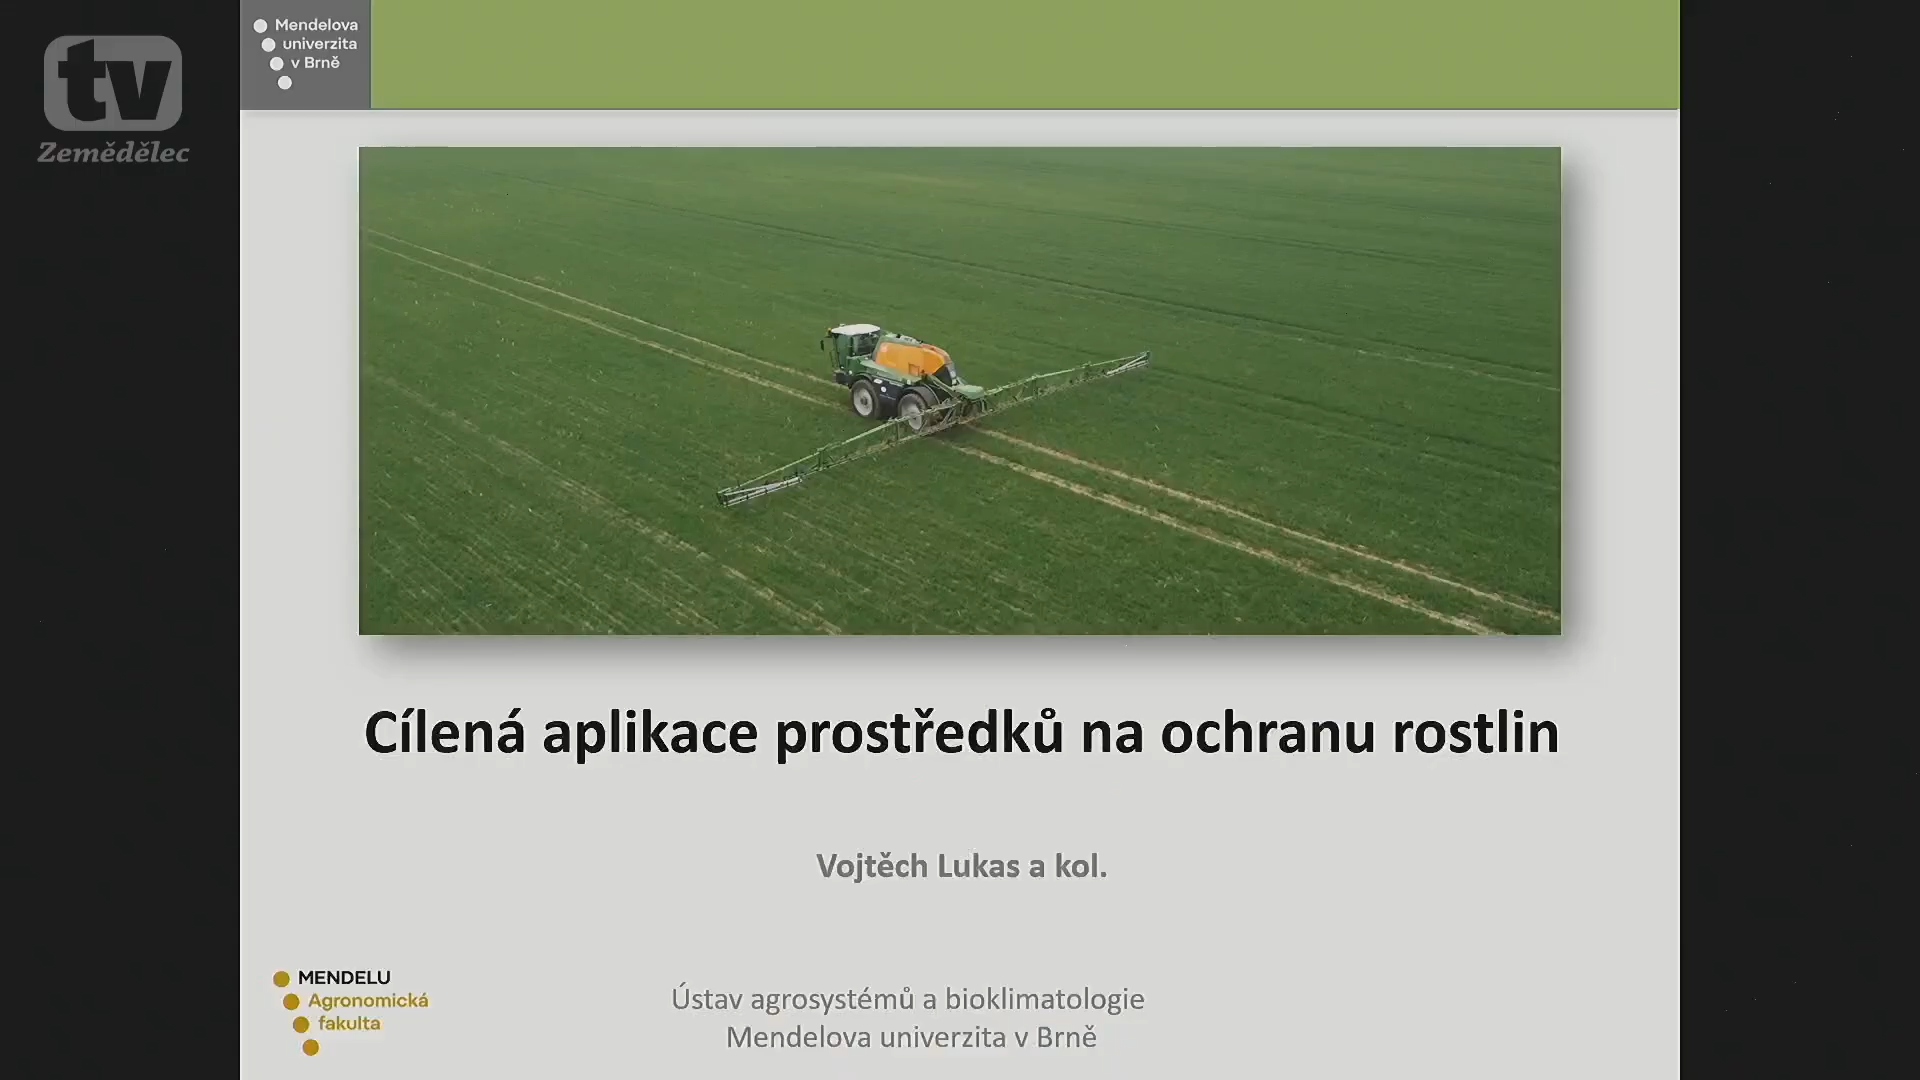 tv
Zemědělec
Mendelova
univerzita
v Brně
Cílená aplikace prostředků na ochranu rostlin
Vojtěch Lukas a kol.
MENDELU
Agronomická
fakulta
Ústav agrosystémů a bioklimatologie
Mendelova univerzita v Brně